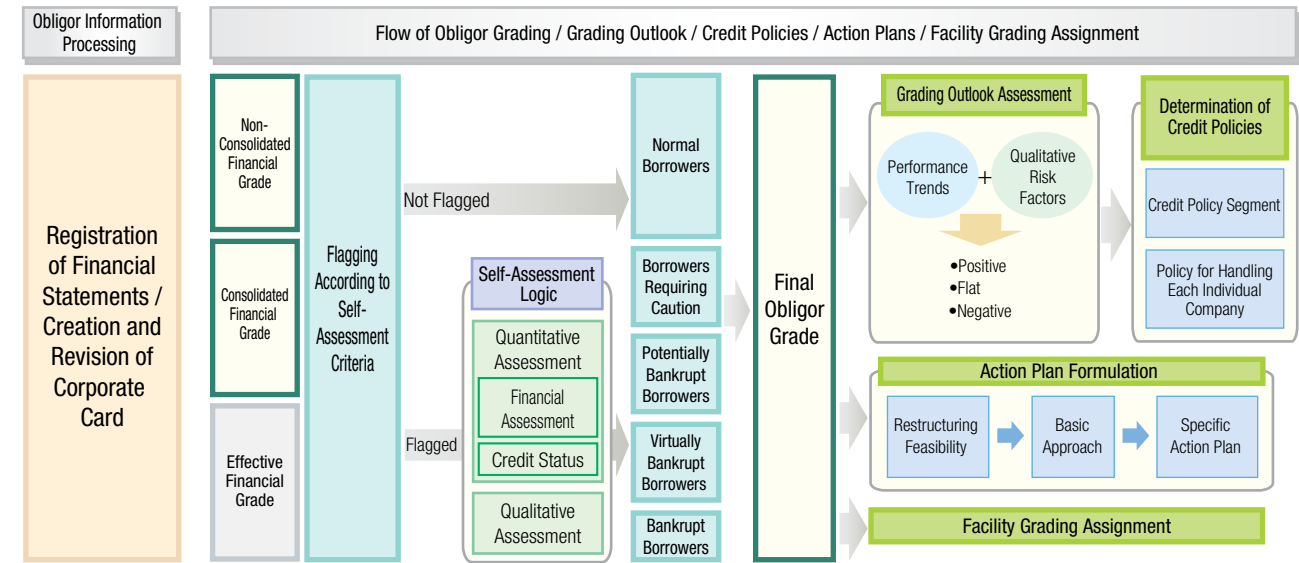 Obligor Information
Processing
Flow of Obligor Grading / Grading Outlook / Credit Policies / Action Plans / Facility Grading Assignment
Registration
of Financial
Statements /
Creation and
Revision of
Corporate
Card
Non-
Consolidated
Financial
Grade
Consolidated
Financial
Grade
Effective
Financial
Grade
Flagging
According to
Self-
Assessment
Criteria
Not Flagged
Flagged
Self-Assessment
Logic
Quantitative
Assessment
Financial
Assessment
Credit Status
Qualitative
Assessment
Normal
Borrowers
Borrowers
Requiring
Caution
Potentially
Bankrupt
Borrowers
Virtually
Bankrupt
Borrowers
Bankrupt
Borrowers
Final
Obligor
Grade
Grading Outlook Assessment
Performance
Trends
+
Qualitative
Risk
Factors
●Positive
●Flat
●Negative
Determination of
Credit Policies
Credit Policy Segment
Policy for Handling
Each Individual
Company
Action Plan Formulation
Restructuring
Feasibility
Basic
Approach
Specific
Action Plan
Facility Grading Assignment